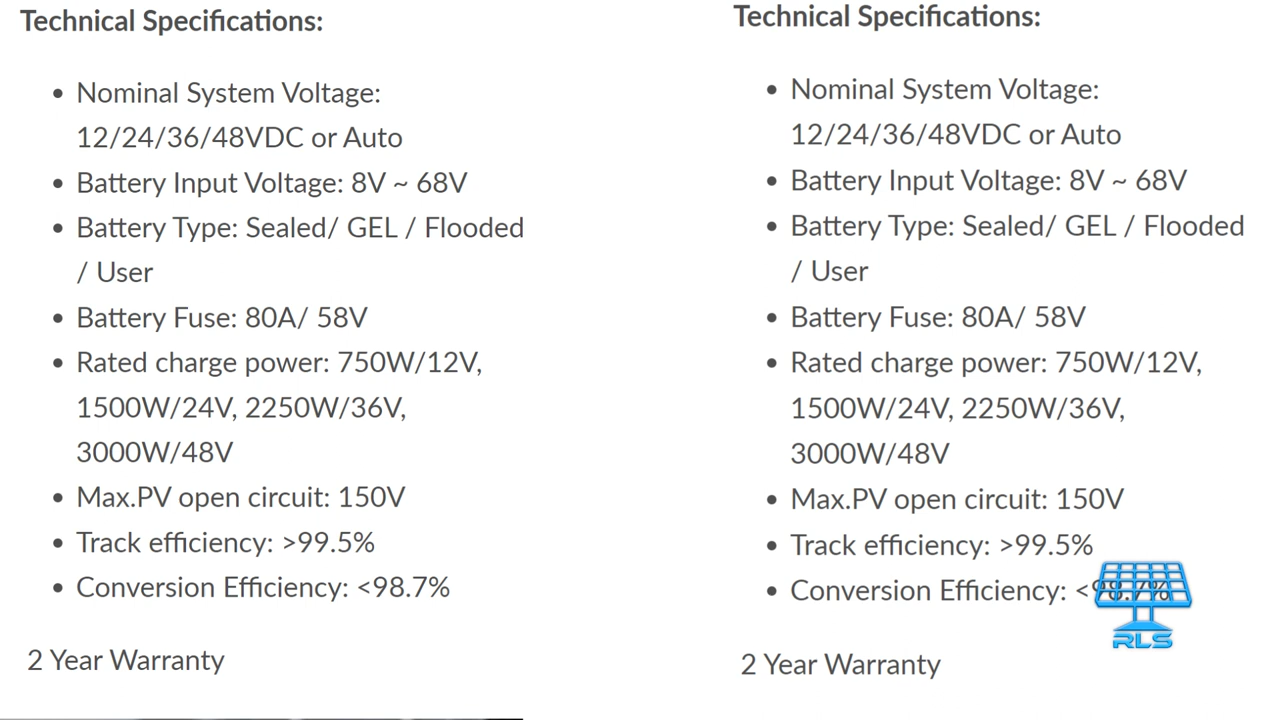 Technical Specifications:
• Nominal System Voltage:
12/24/36/48VDC or Auto
• Battery Input Voltage: 8V ~ 68V
• Battery Type: Sealed/ GEL / Flooded
/ User
• Battery Fuse: 80A/ 58V
• Rated charge power: 750W/12V,
1500W/24V, 2250W/36V,
3000W/48V
• Max.PV open circuit: 150V
• Track efficiency: >99.5%
• Conversion Efficiency: <98.7%
2 Year Warranty
Technical Specifications:
• Nominal System Voltage:
12/24/36/48VDC or Auto
• Battery Input Voltage: 8V ~ 68V
• Battery Type: Sealed/ GEL / Flooded
/ User
• Battery Fuse: 80A/ 58V
• Rated charge power: 750W/12V,
1500W/24V, 2250W/36V,
3000W/48V
• Max.PV open circuit: 150V
• Track efficiency: >99.5%
• Conversion Efficiency: <98.7%
RLS
2 Year Warranty